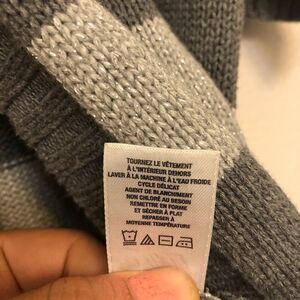 TOURNEZ LE VÊTEMENT
À L'INTÉRIEUR DEHORS
LAVER À LA MACHINE À L'EAU FROIDE
CYCLE DÉLICAT
AGENT DE BLANCHIMENT
NON CHLORÉ AU BESOIN
REMETTRE EN FORME
ET SÉCHER À PLAT
REPASSER À
MOYENNE TEMPÉRATURE